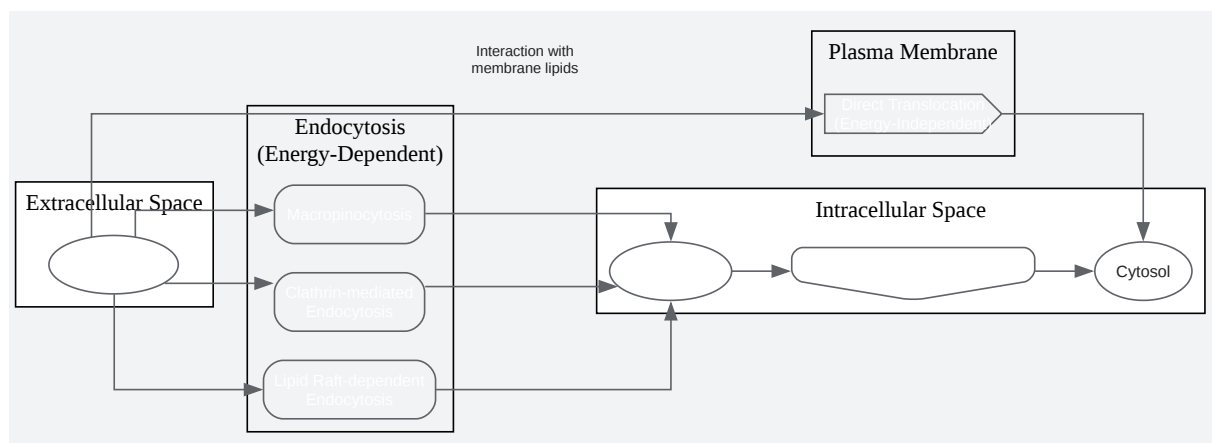 Interaction with
membrane lipids
Plasma Membrane
Direct Translocation
(Energy-Independent)
Endocytosis
(Energy-Dependent)
Extracellular Space
Macropinocytosis
Clathrin-mediated
Endocytosis
Lipid Raft-dependent
Endocytosis
Intracellular Space
Cytosol